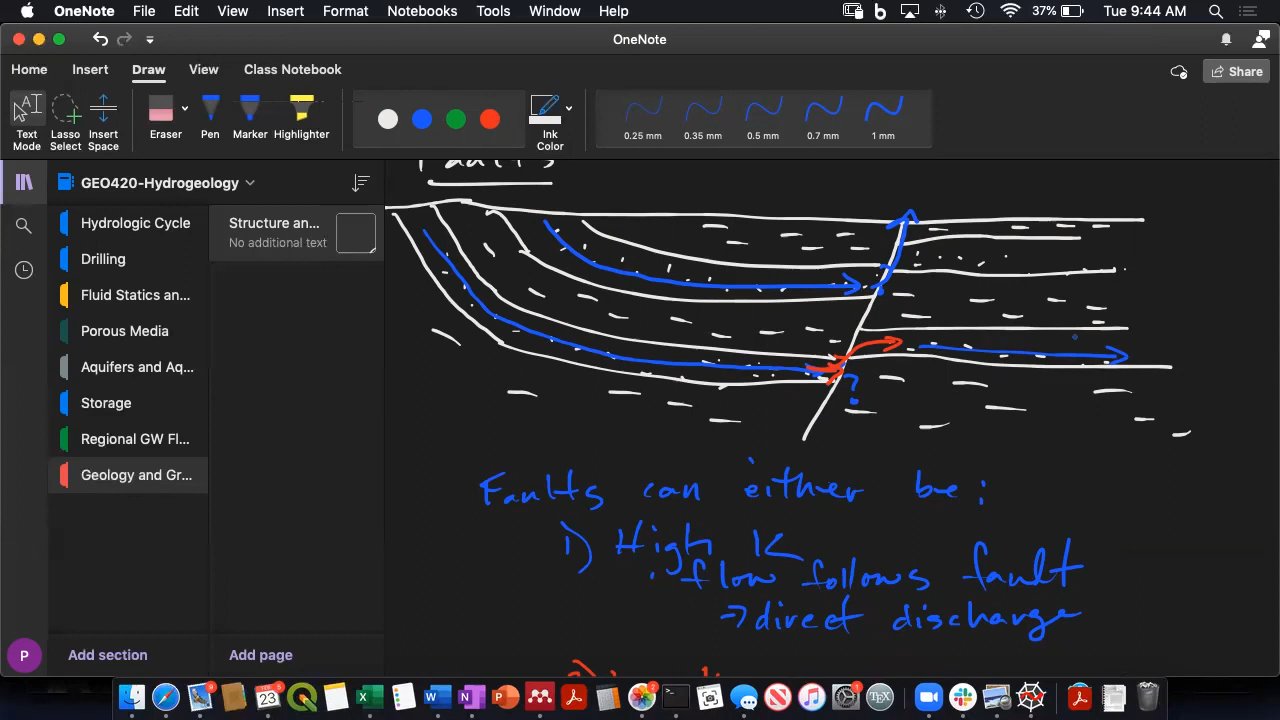 OneNote File Edit View Insert Format Notebooks Tools Window Help 37% Tue 9:44 AM
OneNote
Home Insert Draw View Class Notebook Share
Text Mode Lasso Select Insert Space Eraser Pen Marker Highlighter Ink Color 0.25 mm 0.35 mm 0.5 mm 0.7 mm 1 mm
GEO420-Hydrogeology
Hydrologic Cycle
Drilling
Fluid Statics an...
Porous Media
Aquifers and Aq...
Storage
Regional GW Fl...
Geology and Gr...
Structure an...
No additional text
Faults
?
Faults can either be:
1) High K
. flow follows fault
→ direct discharge
2)
P Add section Add page